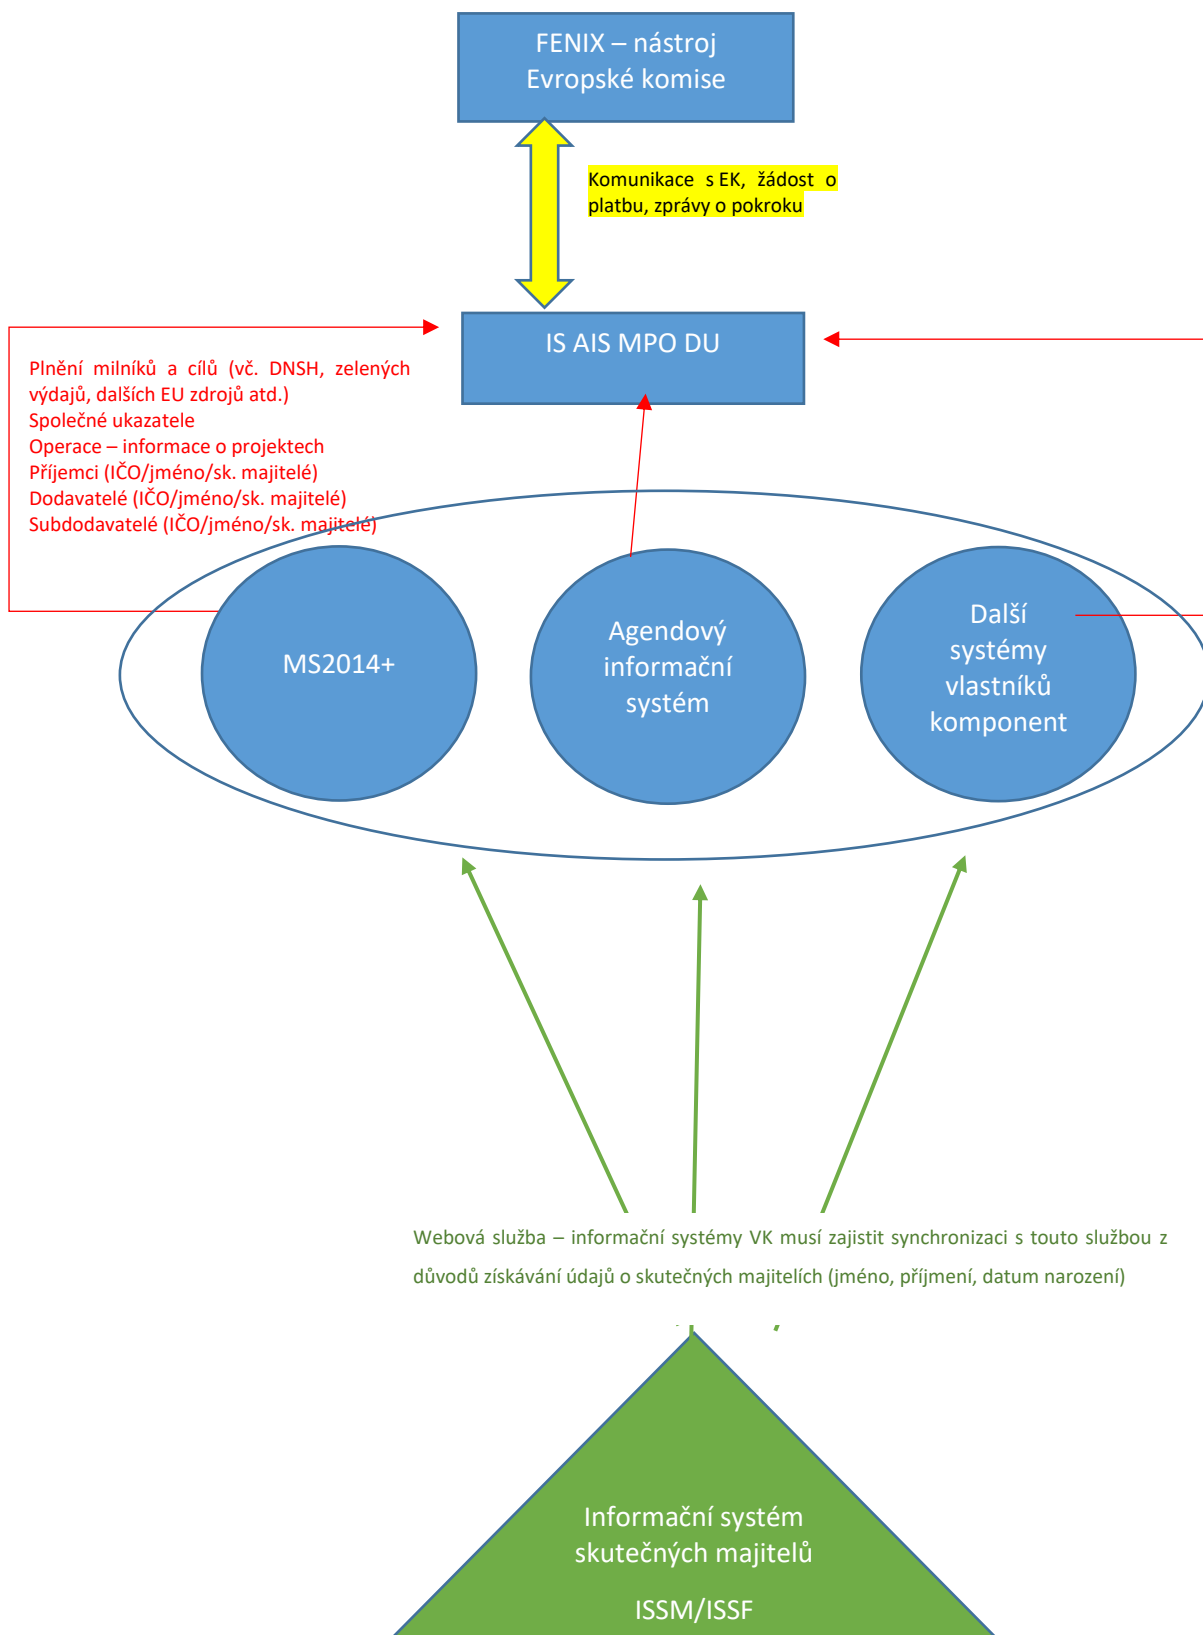 FENIX – nástroj
Evropské komise
Komunikace s EK, žádost o
platbu, zprávy o pokroku
IS AIS MPO DU
Plnění milníků a cílů (vč. DNSH, zelených
výdajů, dalších EU zdrojů atd.)
Společné ukazatele
Operace – informace o projektech
Příjemci (IČO/jméno/sk. majitelé)
Dodavatelé (IČO/jméno/sk. majitelé)
Subdodavatelé (IČO/jméno/sk. majitelé)
MS2014+
Agendový
informační
systém
Další
systémy
vlastníků
komponent
Webová služba – informační systémy VK musí zajistit synchronizaci s touto službou z
důvodů získávání údajů o skutečných majitelích (jméno, příjmení, datum narození)
Informační systém
skutečných majitelů
ISSM/ISSF